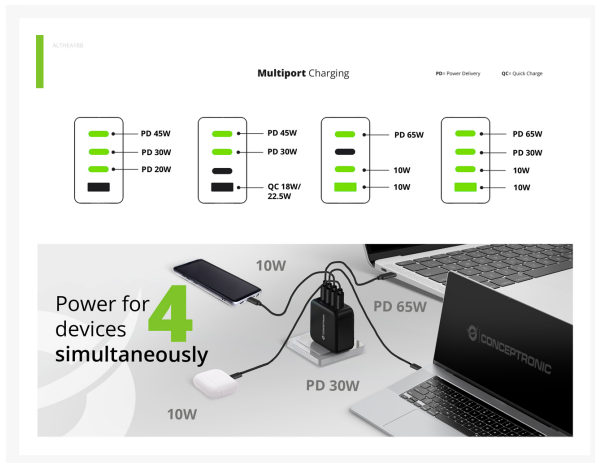 ALTHEA18B
Multiport Charging
PD= Power Delivery QC= Quick Charge
PD 45W
PD 30W
PD 20W
PD 45W
PD 30W
QC 18W/
22.5W
PD 65W
10W
10W
PD 65W
PD 30W
10W
10W
Power for 4
devices
simultaneously
10W
PD 65W
PD 30W
10W
CONCEPTRONIC
CONCEPTRONIC